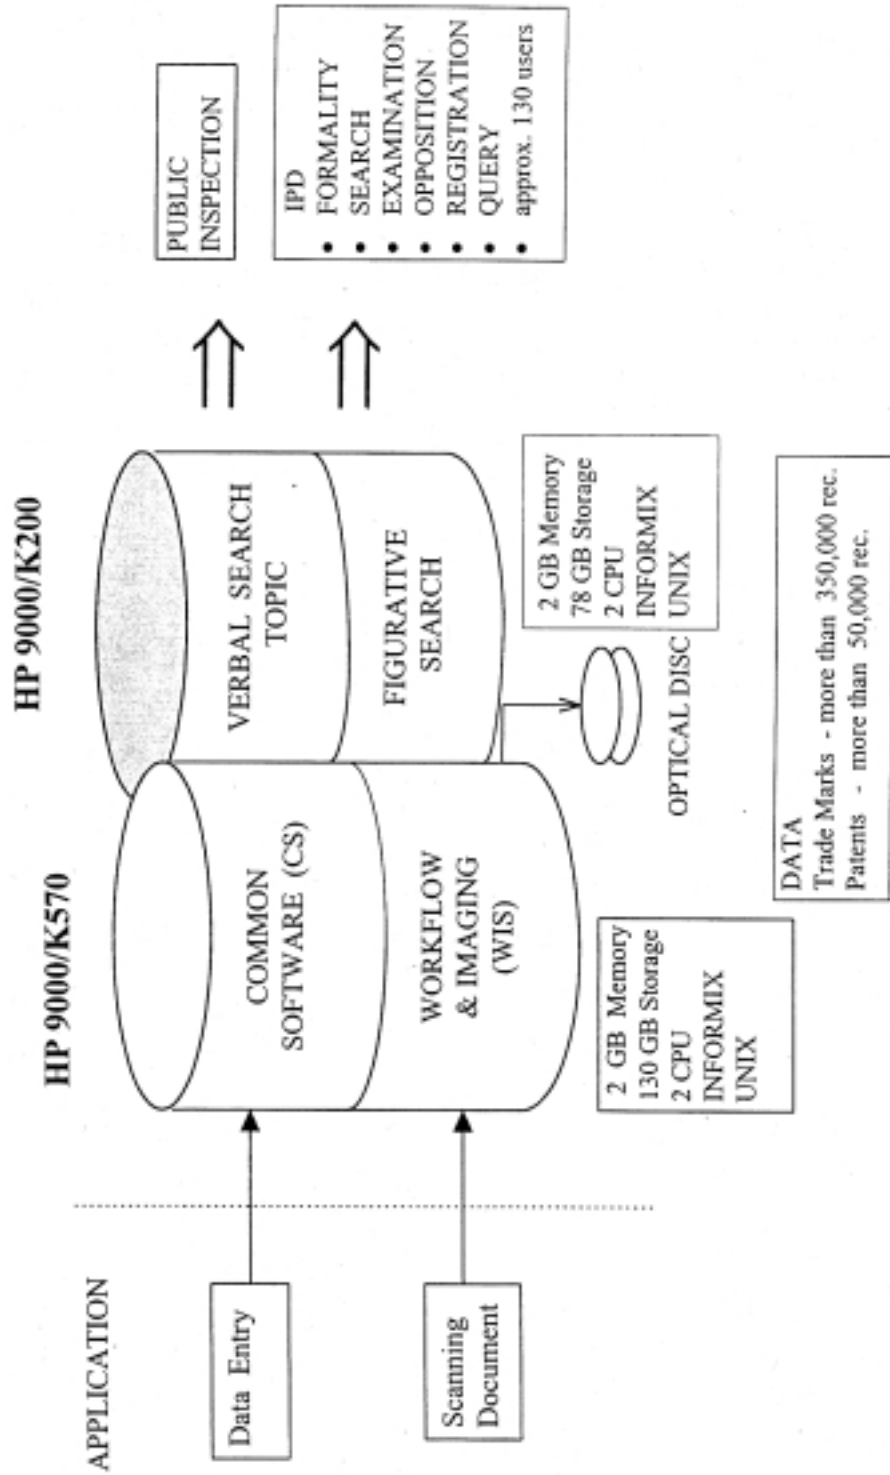 HP 9000/K570
HP 9000/K200
APPLICATION
Data Entry
Scanning
Document
COMMON
SOFTWARE (CS)
WORKFLOW
& IMAGING
(WIS)
VERBAL SEARCH
TOPIC
FIGURATIVE
SEARCH
PUBLIC
INSPECTION
IPD
• FORMALITY
• SEARCH
• EXAMINATION
• OPPOSITION
• REGISTRATION
• QUERY
• approx. 130 users
2 GB Memory
130 GB Storage
2 CPU
INFORMIX
UNIX
OPTICAL DISC
2 GB Memory
78 GB Storage
2 CPU
INFORMIX
UNIX
DATA
Trade Marks - more than 350,000 rec.
Patents - more than 50,000 rec.